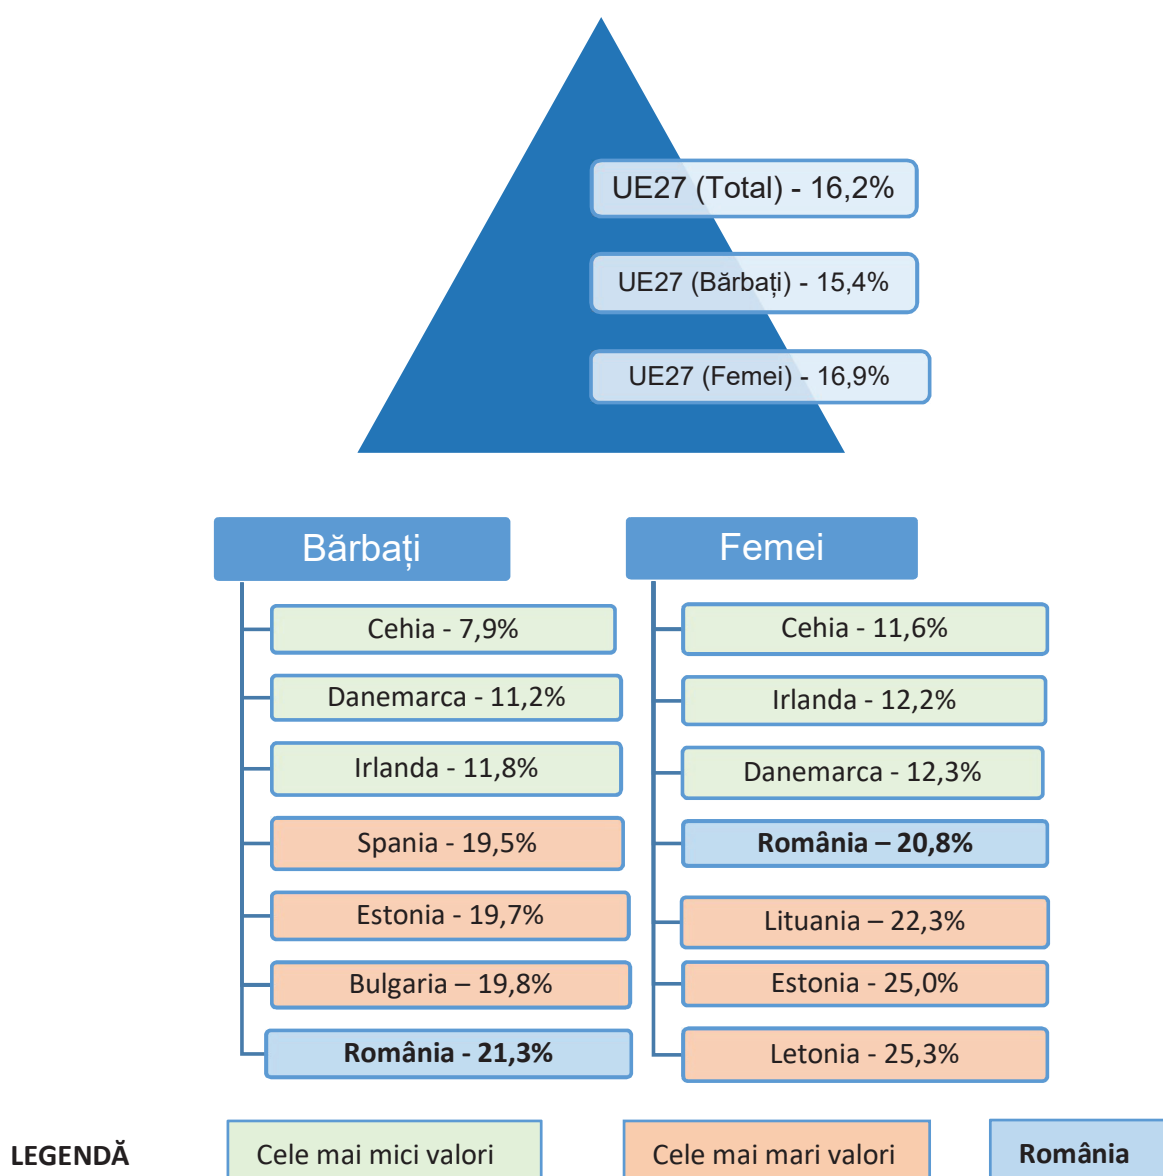 UE27 (Total) - 16,2%
UE27 (Bărbați) - 15,4%
UE27 (Femei) - 16,9%
Bărbați
Cehia - 7,9%
Danemarca - 11,2%
Irlanda - 11,8%
Spania - 19,5%
Estonia - 19,7%
Bulgaria – 19,8%
România - 21,3%
Femei
Cehia - 11,6%
Irlanda - 12,2%
Danemarca - 12,3%
România – 20,8%
Lituania – 22,3%
Estonia - 25,0%
Letonia - 25,3%
LEGENDĂ
Cele mai mici valori
Cele mai mari valori
România